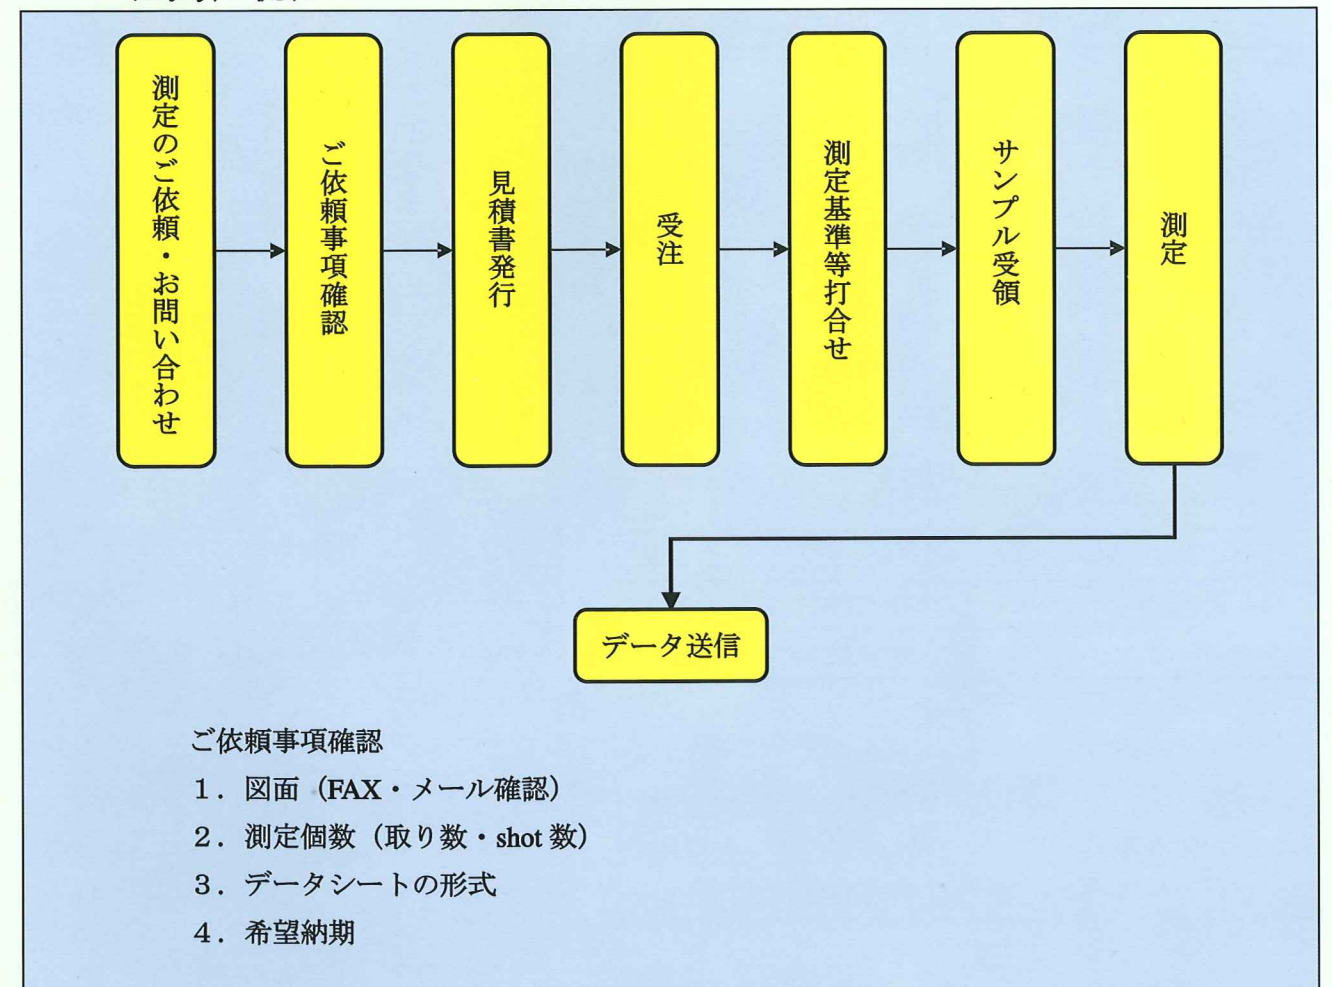 測定のご依頼・お問い合わせ
ご依頼事項確認
見積書発行
受注
測定基準等打合せ
サンプル受領
測定
データ送信
ご依頼事項確認
１．図面（FAX・メール確認）
２．測定個数（取り数・shot 数）
３．データシートの形式
４．希望納期